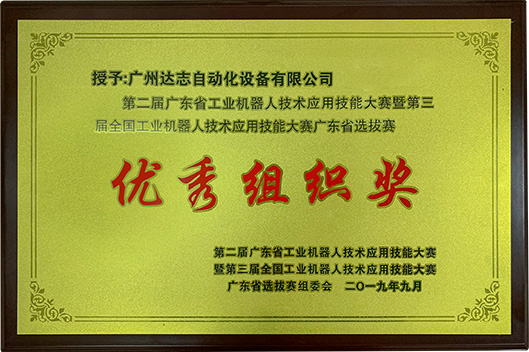 授予:广州达志自动化设备有限公司
第二届广东省工业机器人技术应用技能大赛暨第三
届全国工业机器人技术应用技能大赛广东省选拔赛
优秀组织奖
第二届广东省工业机器人技术应用技能大赛
暨第三届全国工业机器人技术应用技能大赛
广东省选拔赛组委会 二〇一九年九月